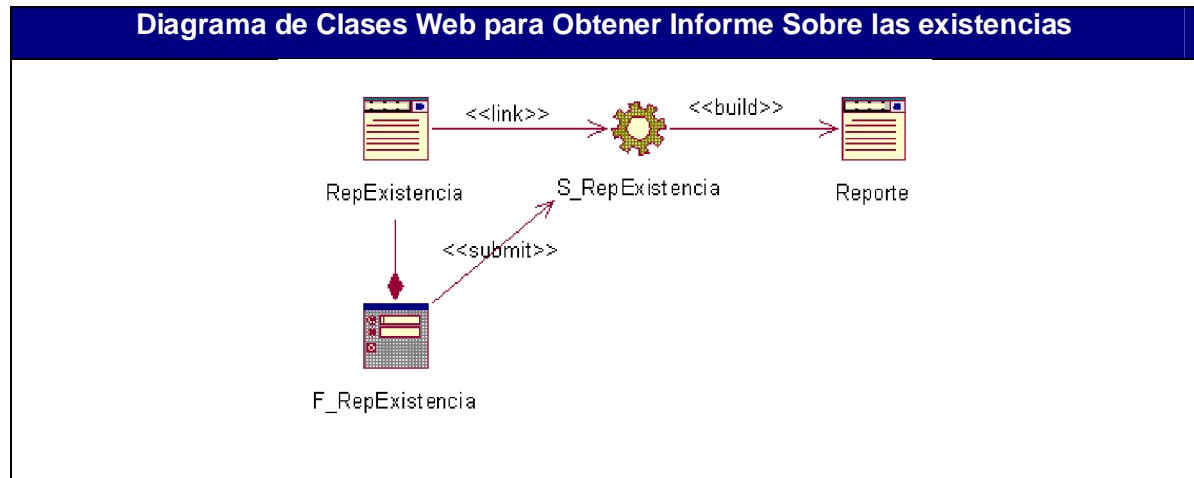 Diagrama de Clases Web para Obtener Informe Sobre las existencias
<<link>>
<<build>>
RepExistencia
S_RepExistencia
Reporte
<<submit>>
F_RepExistencia